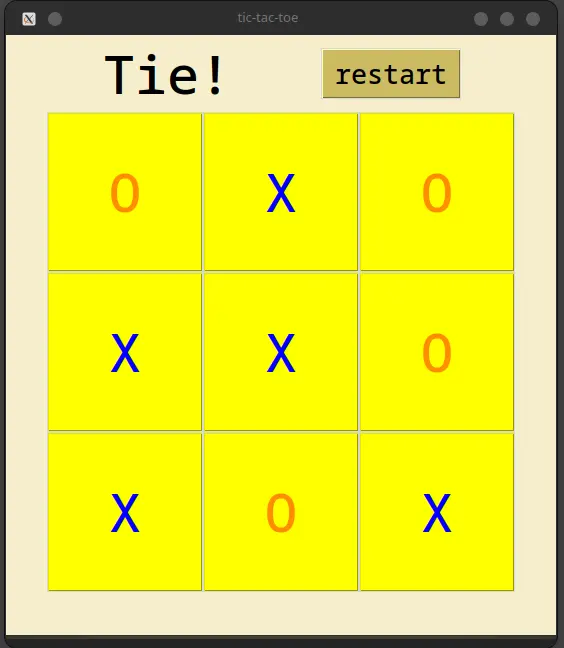 tic-tac-toe
Tie! restart
O X O
X X O
X O X